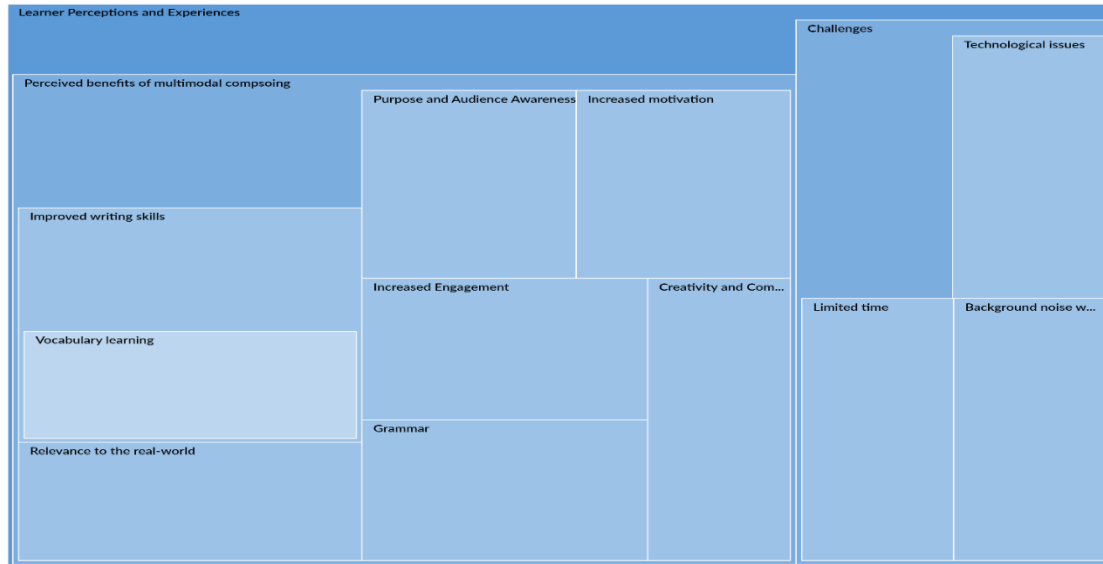 Learner Perceptions and Experiences
Challenges
Technological issues
Perceived benefits of multimodal compsoing
Purpose and Audience Awareness
Increased motivation
Improved writing skills
Increased Engagement
Creativity and Com...
Limited time
Background noise w...
Vocabulary learning
Grammar
Relevance to the real-world